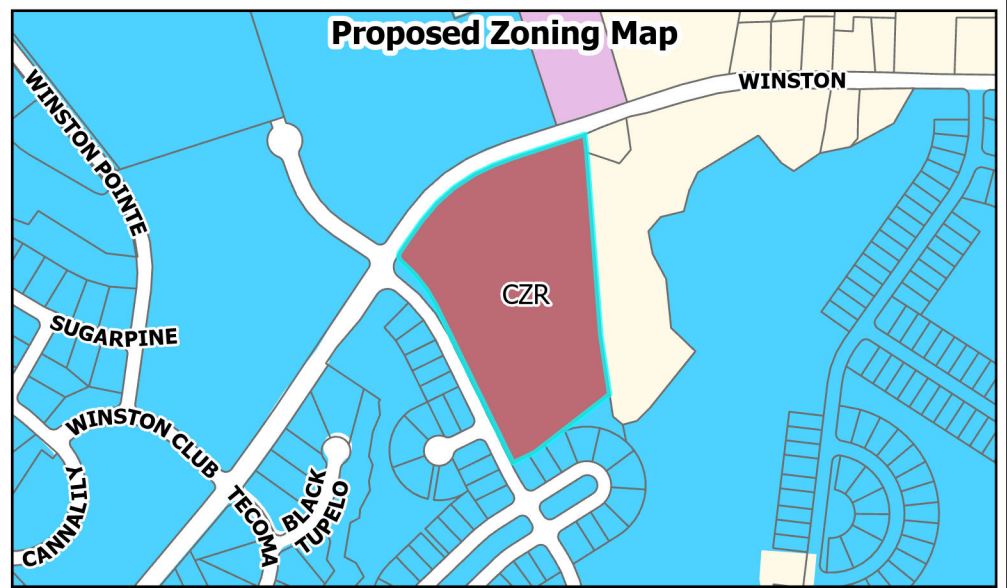 Proposed Zoning Map
WINSTON
WINSTON POINTE
CZR
SUGARPINE
WINSTON CLUB
CANNALILY
TECOMA
BLACK
TUPELO